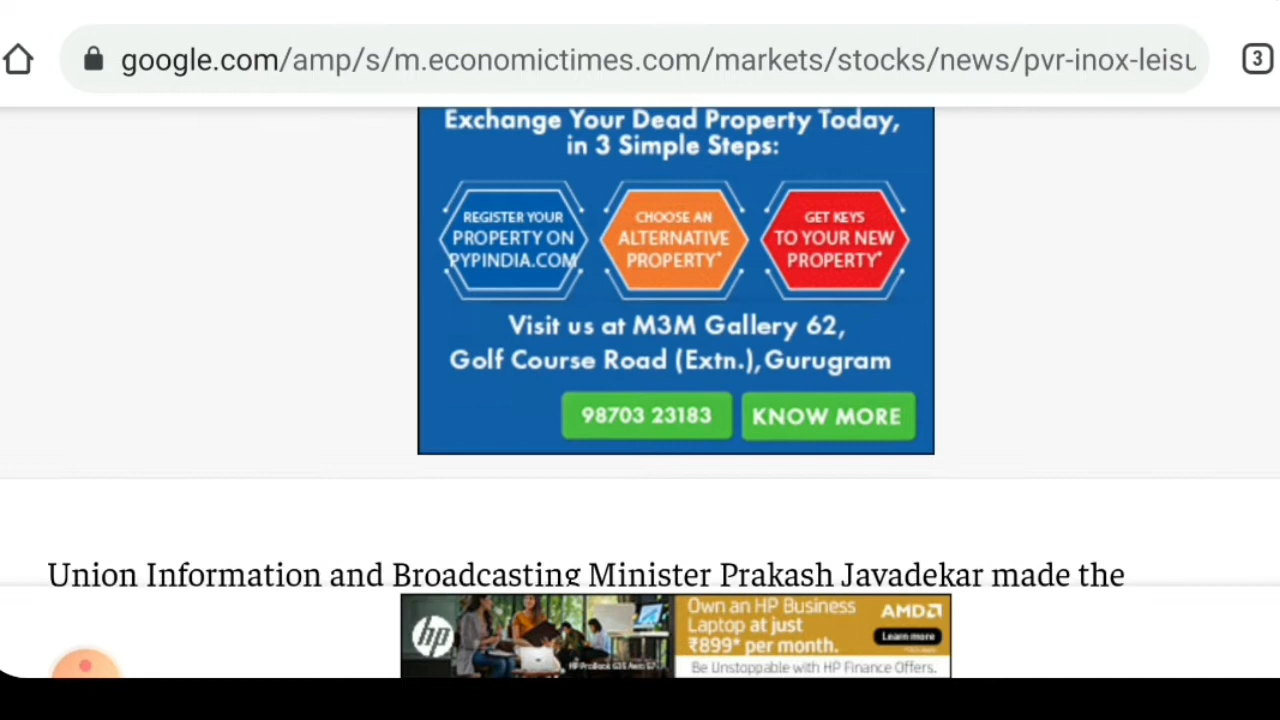 google.com/amp/s/m.economictimes.com/markets/stocks/news/pvr-inox-leisu
3
Exchange Your Dead Property Today,
in 3 Simple Steps:
REGISTER YOUR
PROPERTY ON
PYPINDIA.COM
CHOOSE AN
ALTERNATIVE
PROPERTY*
GET KEYS
TO YOUR NEW
PROPERTY*
Visit us at M3M Gallery 62,
Golf Course Road (Extn.), Gurugram
98703 23183
KNOW MORE
Union Information and Broadcasting Minister Prakash Javadekar made the
hp
Own an HP Business
Laptop at just
₹899* per month.
AMD
Learn more
Be Unstoppable with HP Finance Offers.